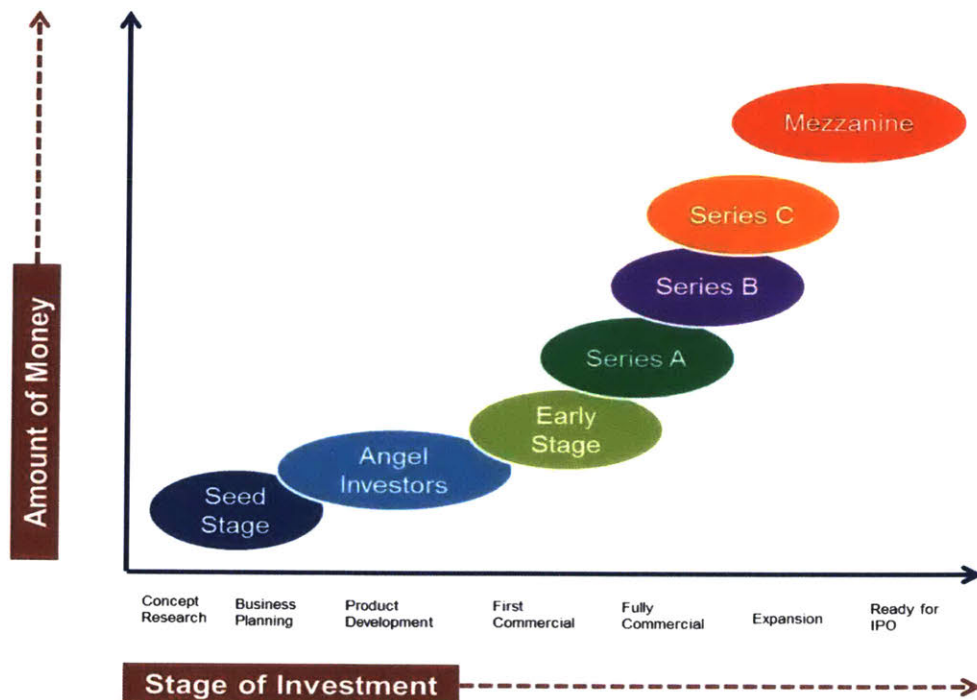 Amount of Money
Mezzanine
Series C
Series B
Series A
Early
Stage
Angel
Investors
Seed
Stage
Concept
Research
Business
Planning
Product
Development
First
Commercial
Fully
Commercial
Expansion
Ready for
IPO
Stage of Investment